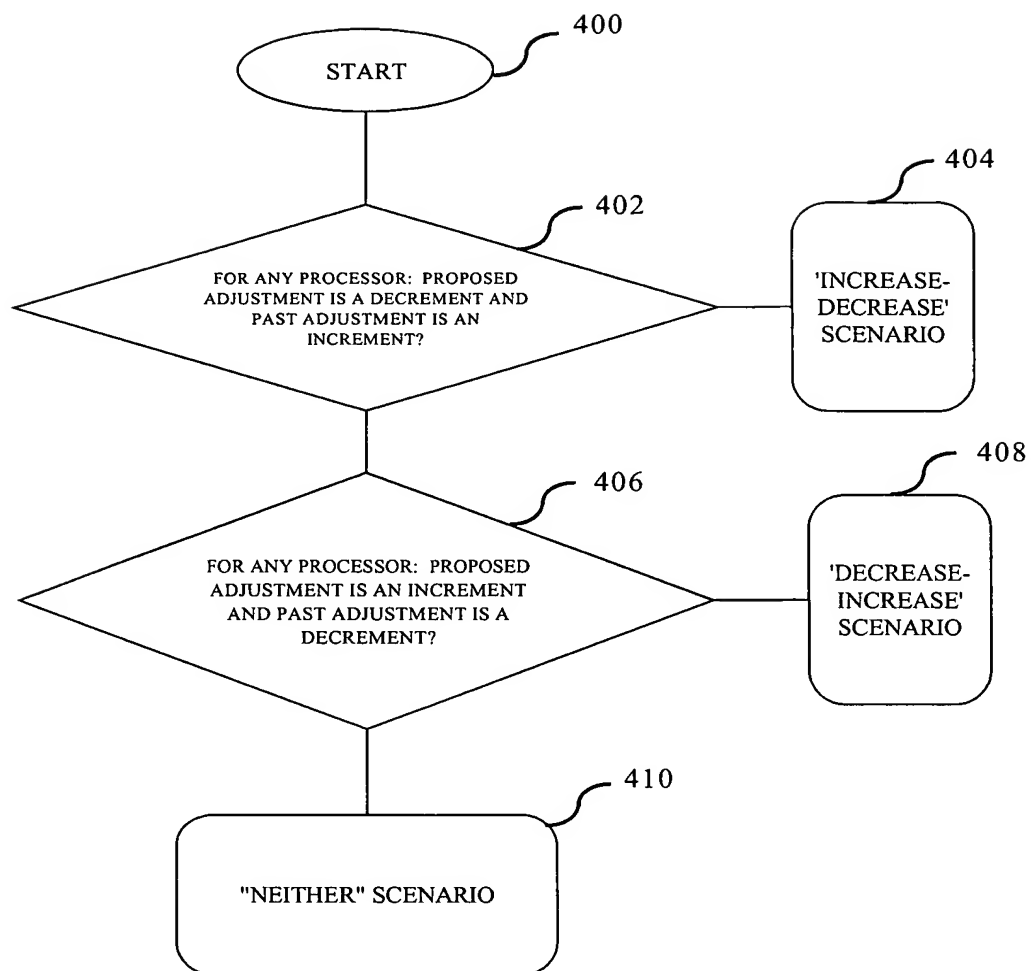 400
START
404
402
FOR ANY PROCESSOR: PROPOSED
ADJUSTMENT IS A DECREMENT AND
PAST ADJUSTMENT IS AN
INCREMENT?
'INCREASE-
DECREASE'
SCENARIO
408
406
FOR ANY PROCESSOR: PROPOSED
ADJUSTMENT IS AN INCREMENT
AND PAST ADJUSTMENT IS A
DECREMENT?
'DECREASE-
INCREASE'
SCENARIO
410
"NEITHER" SCENARIO